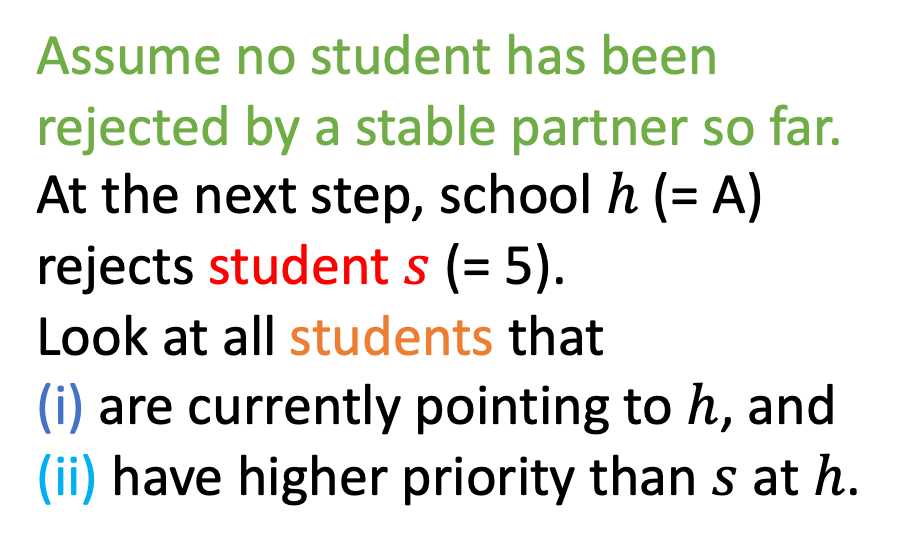 Assume no student has been
rejected by a stable partner so far.
At the next step, school h (= A)
rejects student s (= 5).
Look at all students that
(i) are currently pointing to h, and
(ii) have higher priority than s at h.